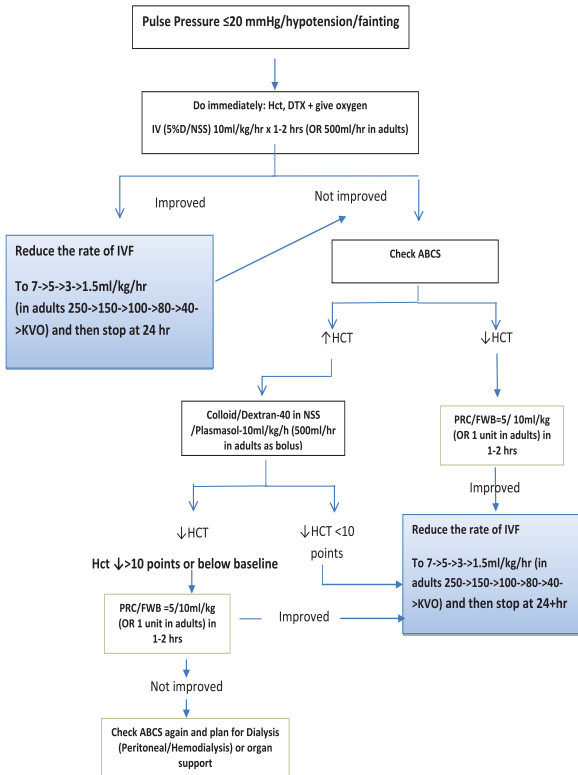 Pulse Pressure ≤20 mmHg/hypotension/fainting
Do immediately: Hct, DTX + give oxygen
IV (5%D/NSS) 10ml/kg/hr x 1-2 hrs (OR 500ml/hr in adults)
Improved
Not improved
Reduce the rate of IVF
To 7->5->3->1.5ml/kg/hr
(in adults 250->150->100->80->40-
>KVO) and then stop at 24 hr
Check ABCS
↑HCT
↓HCT
Colloid/Dextran-40 in NSS
/Plasmasol-10ml/kg/h (500ml/hr
in adults as bolus)
PRC/FWB=5/ 10ml/kg
(OR 1 unit in adults) in
1-2 hrs
Improved
↓HCT
↓HCT <10
points
Hct ↓>10 points or below baseline
Reduce the rate of IVF
To 7->5->3->1.5ml/kg/hr (in
adults 250->150->100->80->40-
>KVO) and then stop at 24+hr
PRC/FWB =5/10ml/kg
(OR 1 unit in adults) in
1-2 hrs
Improved
Not improved
Check ABCS again and plan for Dialysis
(Peritoneal/Hemodialysis) or organ
support